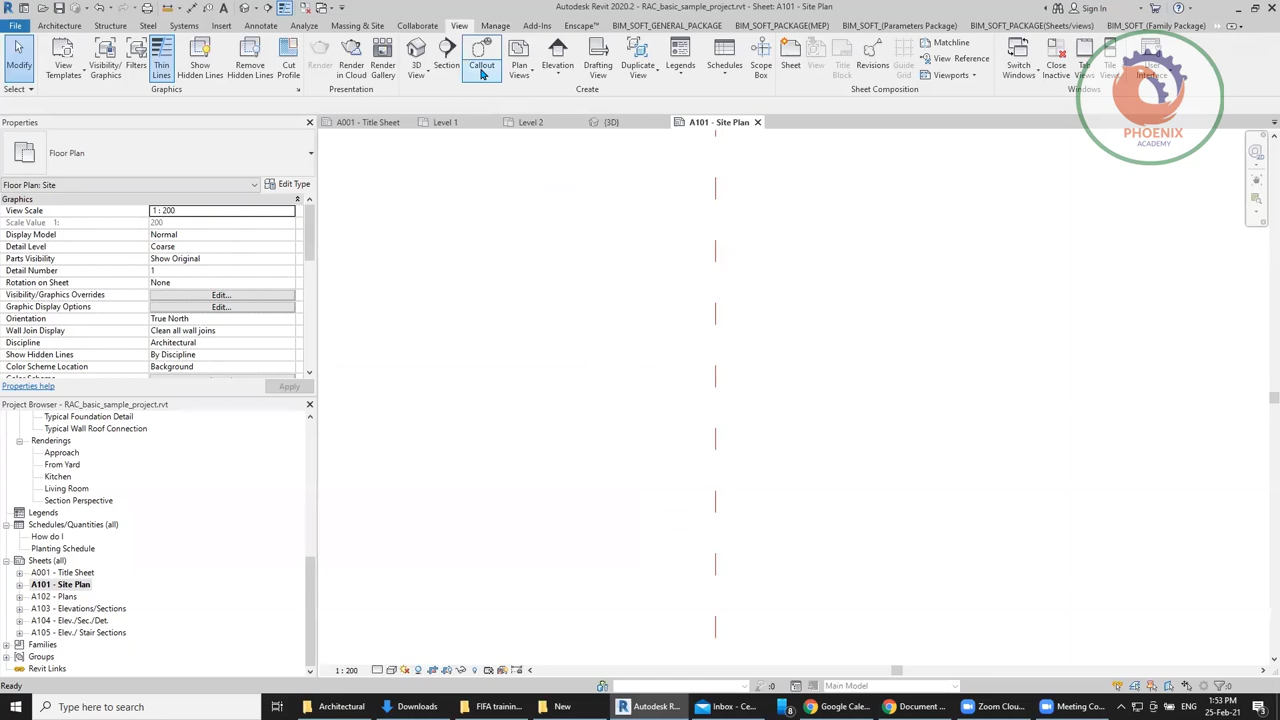 Autodesk Revit 2020.2 - RAC_basic_sample_project.rvt - Sheet: A101 - Site Plan
Sign In
File Architecture Structure Steel Systems Insert Annotate Analyze Massing & Site Collaborate View Manage Add-Ins Enscape™ BIM_SOFT_GENERAL_PACKAGE BIM_SOFT_PACKAGE(MEP) BIM_SOFT_(Parameters Package) BIM_SOFT_PACKAGE(Sheets/views) BIM_SOFT_(Family Package)
Modify
View Templates
Visibility/ Graphics
Filters
Thin Lines
Show Hidden Lines
Remove Hidden Lines
Cut Profile
Render
Render in Cloud
Render Gallery
3D View
Section
Callout
Plan Views
Elevation
Drafting View
Duplicate View
Legends
Schedules
Scope Box
Sheet
View
Title Block
Revisions
Guide Grid
Matchline
View Reference
Viewports
Switch Windows
Close Inactive
Tab Views
Tile Views
User Interface
Select Graphics Presentation Create Sheet Composition Windows
PHOENIX
ACADEMY
Properties
A001 - Title Sheet Level 1 Level 2 {3D} A101 - Site Plan
Floor Plan
Floor Plan: Site Edit Type
Graphics
View Scale 1 : 200
Scale Value 1: 200
Display Model Normal
Detail Level Coarse
Parts Visibility Show Original
Detail Number 1
Rotation on Sheet None
Visibility/Graphics Overrides Edit...
Graphic Display Options Edit...
Orientation True North
Wall Join Display Clean all wall joins
Discipline Architectural
Show Hidden Lines By Discipline
Color Scheme Location Background
Color Scheme
Properties help Apply
Project Browser - RAC_basic_sample_project.rvt
Typical Foundation Detail
Typical Wall Roof Connection
Renderings
Approach
From Yard
Kitchen
Living Room
Section Perspective
Legends
Schedules/Quantities (all)
How do I
Planting Schedule
Sheets (all)
A001 - Title Sheet
A101 - Site Plan
A102 - Plans
A103 - Elevations/Sections
A104 - Elev./Sec./Det.
A105 - Elev./ Stair Sections
Families
Groups
Revit Links
1 : 200
Ready :0 Main Model :0
Type here to search Architectural Downloads FIFA trainin... New Autodesk R... Inbox - Ce... Google Cale... Document ... Zoom Clou... Meeting Co...
1:53 PM
25-Feb-21